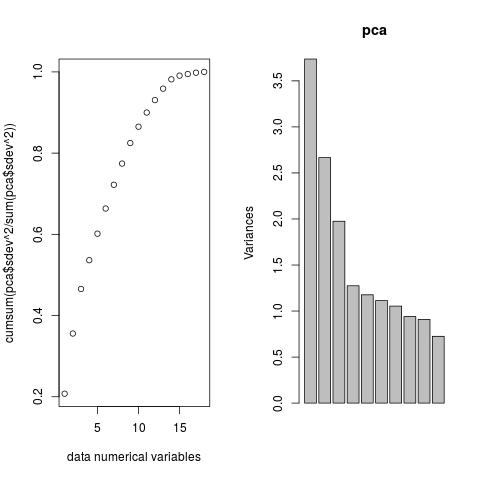 cumsum(pca$sdev^2/sum(pca$sdev^2))
1.0
0.8
0.6
0.4
0.2
5 10 15
data numerical variables
pca
Variances
3.5
3.0
2.5
2.0
1.5
1.0
0.5
0.0